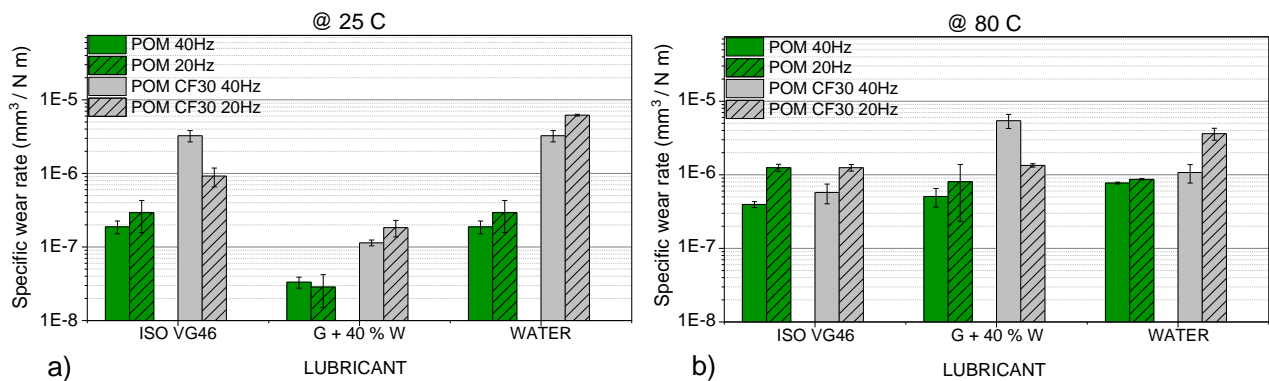 @ 25 C
POM 40Hz
POM 20Hz
POM CF30 40Hz
POM CF30 20Hz
Specific wear rate (mm³ / N m)
1E-5
1E-6
1E-7
1E-8
ISO VG46
G + 40 % W
WATER
LUBRICANT
a)
@ 80 C
POM 40Hz
POM 20Hz
POM CF30 40Hz
POM CF30 20Hz
Specific wear rate (mm³ / N m)
1E-5
1E-6
1E-7
1E-8
ISO VG46
G + 40 % W
WATER
LUBRICANT
b)